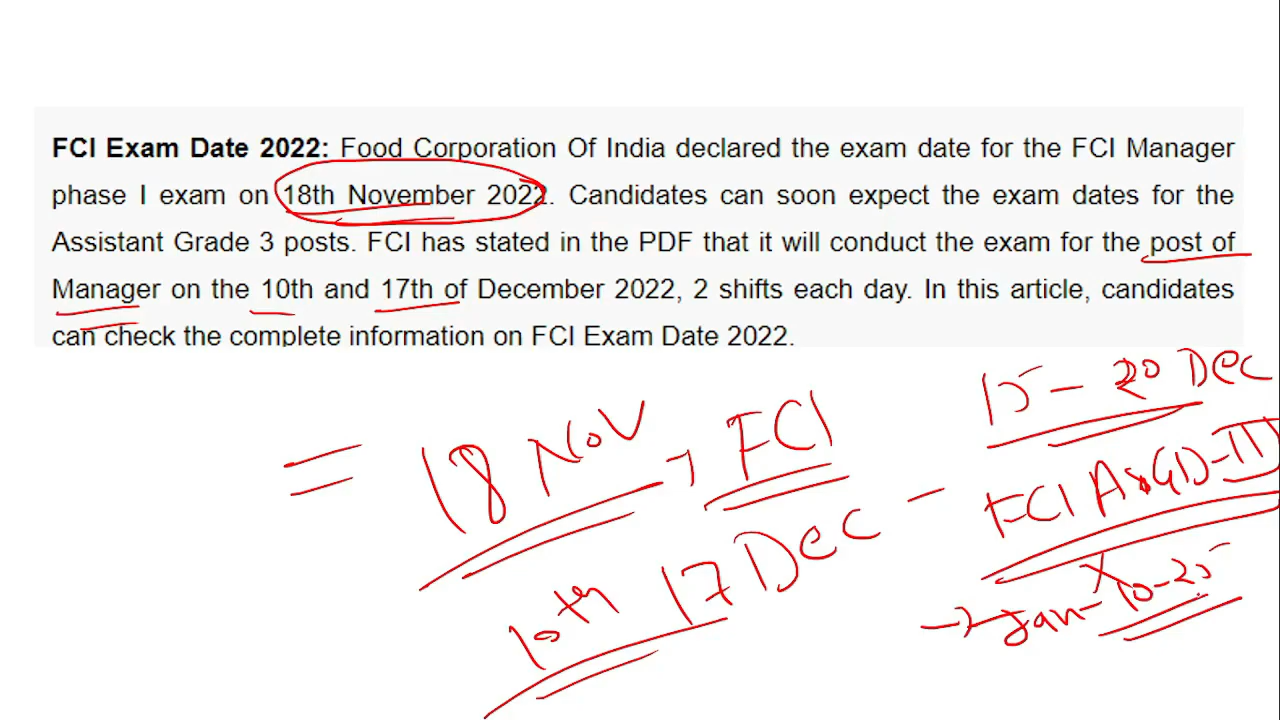 FCI Exam Date 2022: Food Corporation Of India declared the exam date for the FCI Manager
phase I exam on 18th November 2022. Candidates can soon expect the exam dates for the
Assistant Grade 3 posts. FCI has stated in the PDF that it will conduct the exam for the post of
Manager on the 10th and 17th of December 2022, 2 shifts each day. In this article, candidates
can check the complete information on FCI Exam Date 2022.
15 - 20 Dec
= 18 Nov, FCI -
FCI
10th 17 Dec
→ Jan - 10-25